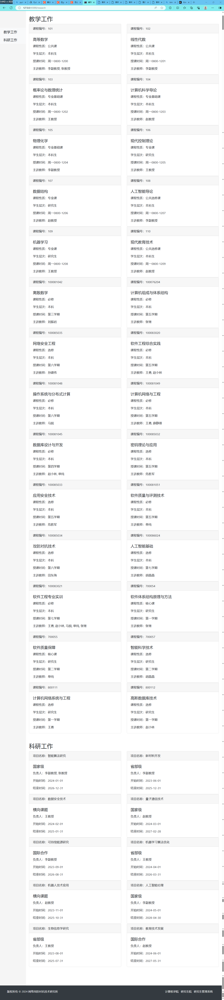 1440 × 860
127.0.0.1:5000/research
教学工作
科研工作
教学工作
课程编号：101
高等数学
课程性质：公共课
学生层次：本科生
授课时间：周一0800-1200
主讲教师：李副教授, 张教授
课程编号：102
线性代数
课程性质：公共课
学生层次：本科生
授课时间：周一0800-1201
主讲教师：李副教授
课程编号：103
概率论与数理统计
课程性质：专业基础课
学生层次：本科生
授课时间：周一0800-1202
主讲教师：王教授
课程编号：104
计算机科学导论
课程性质：专业基础课
学生层次：本科生
授课时间：周一0800-1203
主讲教师：赵教授
课程编号：105
物理化学
课程性质：专业基础课
学生层次：本科生
授课时间：周一0800-1204
主讲教师：李副教授
课程编号：106
现代控制理论
课程性质：专业课
学生层次：研究生
授课时间：周一0800-1205
主讲教师：王教授
课程编号：107
数据结构
课程性质：专业课
学生层次：研究生
授课时间：周一0800-1206
主讲教师：赵教授
课程编号：108
人工智能导论
课程性质：公共选修课
学生层次：本科生
授课时间：周一0800-1207
主讲教师：李副教授
课程编号：109
机器学习
课程性质：专业课
学生层次：研究生
授课时间：周一0800-1208
主讲教师：王教授
课程编号：110
现代教育技术
课程性质：公共选修课
学生层次：本科生
授课时间：周一0800-1209
主讲教师：赵教授
课程编号：100081042
离散数学
课程性质：必修
学生层次：本科
授课时间：第三学期
主讲教师：刘振岩
课程编号：100076204
计算机组成与体系结构
课程性质：必修
学生层次：本科
授课时间：第五学期
主讲教师：张继
课程编号：100085035
网络安全工程
课程性质：选修
学生层次：本科
授课时间：第六学期
主讲教师：孙建伟
课程编号：100083020
软件工程综合实践
课程性质：必修
学生层次：本科
授课时间：第五学期
主讲教师：王勇, 赵小林
课程编号：100081048
操作系统与分布式计算
课程性质：必修
学生层次：本科
授课时间：第六学期
主讲教师：马锐
课程编号：100081049
计算机网络与工程
课程性质：必修
学生层次：本科
授课时间：第五学期
主讲教师：王勇, 薛静锋
课程编号：100081045
数据库设计与开发
课程性质：必修
学生层次：本科
授课时间：第四学期
主讲教师：赵小林, 单纯
课程编号：100085032
密码理论与应用
课程性质：选修
学生层次：本科
授课时间：第五学期
主讲教师：危胜军
课程编号：100085033
应用安全技术
课程性质：选修
学生层次：本科
授课时间：第五学期
主讲教师：危胜军
课程编号：100081051
软件质量与评测技术
课程性质：必修
学生层次：本科
授课时间：第五学期
主讲教师：单纯
课程编号：100085034
攻防对抗技术
课程性质：选修
学生层次：本科
授课时间：第六学期
主讲教师：田东海
课程编号：100086024
人工智能基础
课程性质：选修
学生层次：本科
授课时间：第七学期
主讲教师：胡晶晶
课程编号：100083021
软件工程专业实训
课程性质：必修
学生层次：本科
授课时间：第七学期
主讲教师：王勇, 赵小林, 马锐, 单纯, 张继
课程编号：700054
软件体系结构原理与方法
课程性质：核心课
学生层次：研究生
授课时间：第一学期
主讲教师：张继
课程编号：700055
软件质量保障
课程性质：核心课
学生层次：研究生
授课时间：第二学期
主讲教师：单纯
课程编号：700057
智能科学技术
课程性质：选修
学生层次：研究生
授课时间：第二学期
主讲教师：胡晶晶
课程编号：800111
计算机网络系统与工程
课程性质：选修
学生层次：研究生
授课时间：第一学期
主讲教师：王勇
课程编号：800112
高斯数据库技术
课程性质：选修
学生层次：研究生
授课时间：第一学期
主讲教师：赵小林
科研工作
项目名称：智能算法研究
国家级
负责人：李副教授, 张教授
开始时间：2024-01-01
结束时间：2026-12-31
项目名称：新材料开发
省部级
负责人：李副教授
开始时间：2023-06-01
结束时间：2025-12-31
项目名称：数据安全技术
横向课题
负责人：王教授
开始时间：2024-02-01
结束时间：2025-01-31
项目名称：量子通信技术
国家级
负责人：赵教授
开始时间：2024-03-01
结束时间：2027-02-28
项目名称：可持续能源研究
国际合作
负责人：李副教授
开始时间：2023-09-01
结束时间：2026-08-31
项目名称：机器学习算法优化
省部级
负责人：王教授
开始时间：2024-04-01
结束时间：2026-03-31
项目名称：机器人技术应用
横向课题
负责人：赵教授
开始时间：2023-11-01
结束时间：2025-10-31
项目名称：人工智能伦理
国家级
负责人：李副教授
开始时间：2024-05-01
结束时间：2028-04-30
项目名称：生物信息学研究
省部级
负责人：王教授
开始时间：2023-08-01
结束时间：2025-07-31
项目名称：教育技术发展
国际合作
负责人：赵教授
开始时间：2024-06-01
结束时间：2027-05-31
版权所有 © 2024 网络攻防对抗技术研究所
计算机学院 研究生院 研究生管理系统